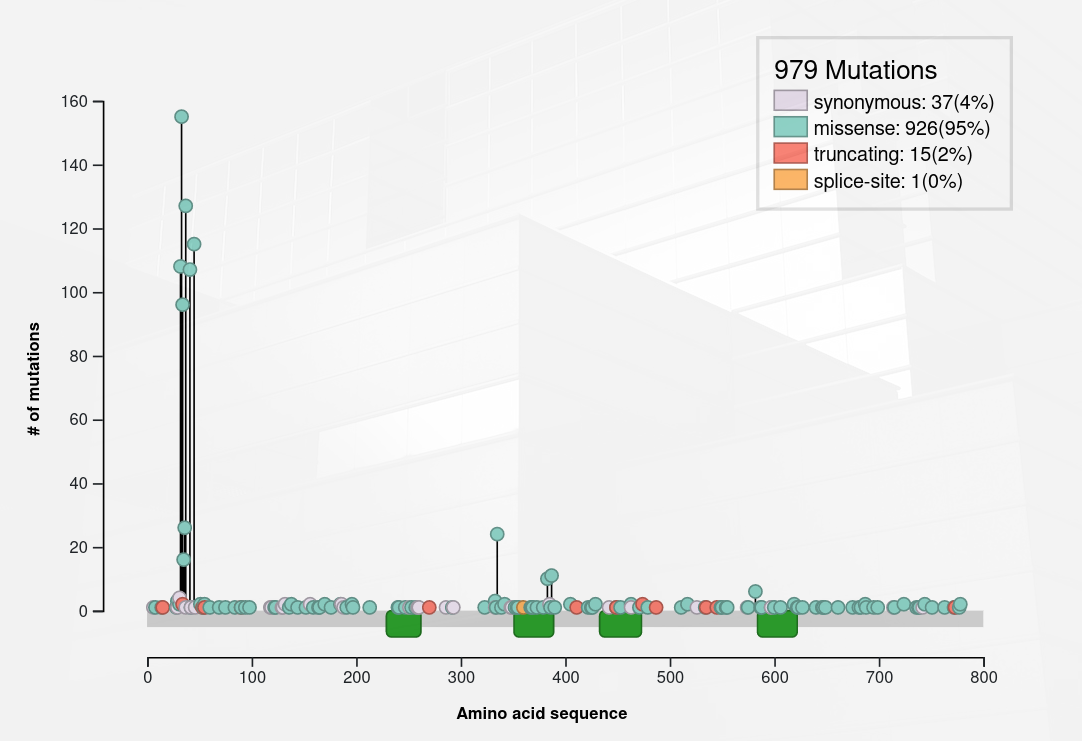 979 Mutations
synonymous: 37(4%)
missense: 926(95%)
truncating: 15(2%)
splice-site: 1(0%)
160
140
120
100
80
60
40
20
0
# of mutations
0 100 200 300 400 500 600 700 800
Amino acid sequence